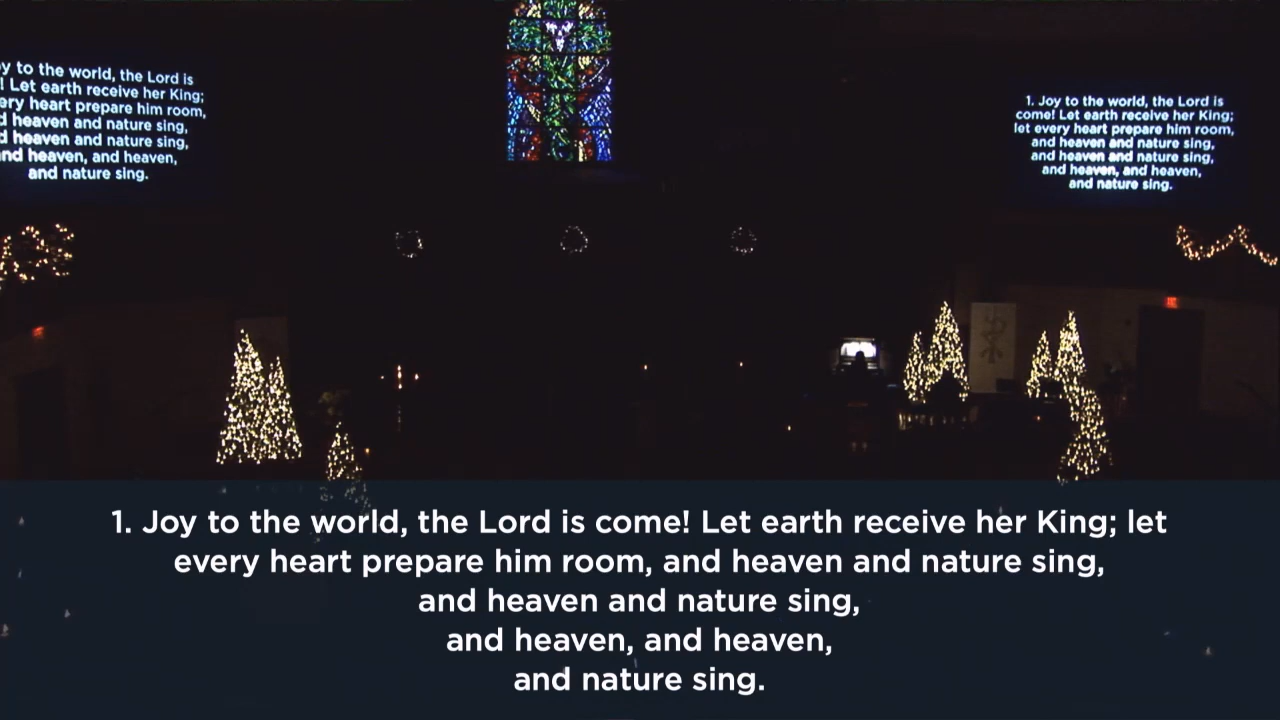 y to the world, the Lord is
! Let earth receive her King;
ery heart prepare him room,
d heaven and nature sing,
d heaven and nature sing,
and heaven, and heaven,
and nature sing.
1. Joy to the world, the Lord is
come! Let earth receive her King;
let every heart prepare him room,
and heaven and nature sing,
and heaven and nature sing,
and heaven, and heaven,
and nature sing.
1. Joy to the world, the Lord is come! Let earth receive her King; let
every heart prepare him room, and heaven and nature sing,
and heaven and nature sing,
and heaven, and heaven,
and nature sing.